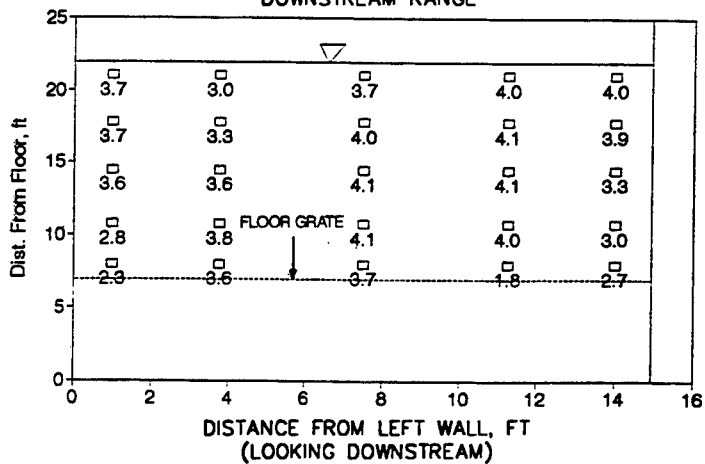 DOWNSTREAM RANGE
25
20
15
10
5
0
Dist. From Floor, ft
3.7 3.0 3.7 4.0 4.0
3.7 3.3 4.0 4.1 3.9
3.6 3.6 4.1 4.1 3.3
FLOOR GRATE
2.8 3.8 4.1 4.0 3.0
2.3 3.6 3.7 1.8 2.7
0 2 4 6 8 10 12 14 16
DISTANCE FROM LEFT WALL, FT
(LOOKING DOWNSTREAM)